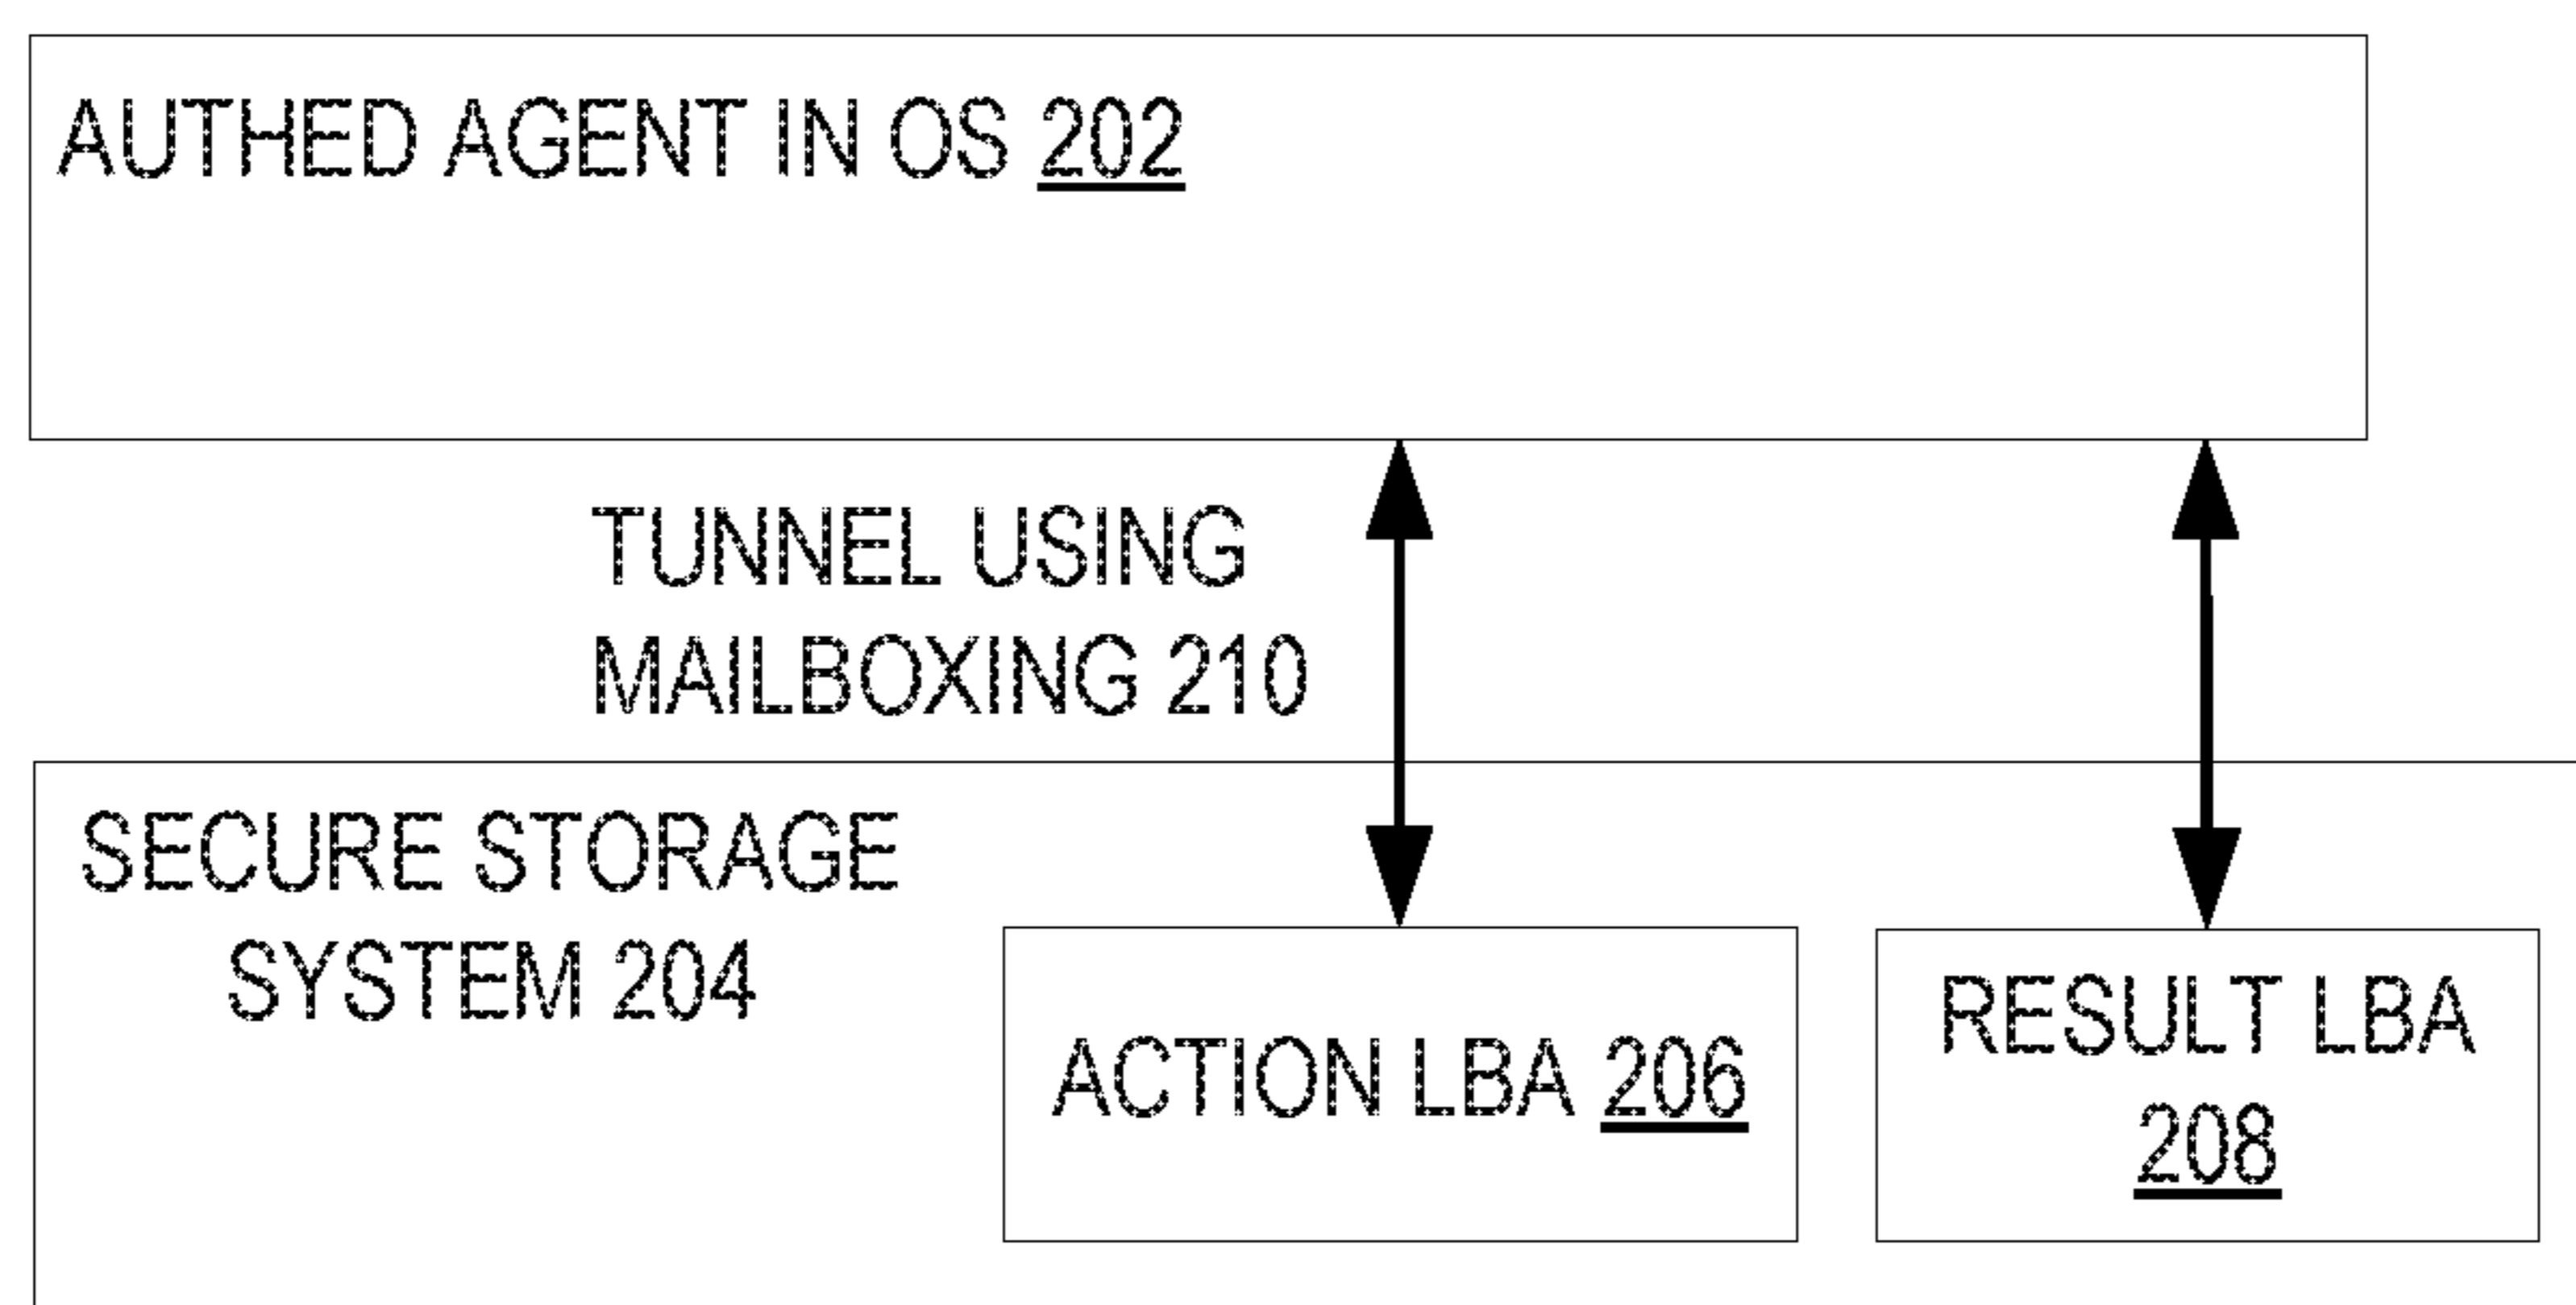 AUTHED AGENT IN OS 202
TUNNEL USING
MAILBOXING 210
SECURE STORAGE
SYSTEM 204
ACTION LBA 206
RESULT LBA
208